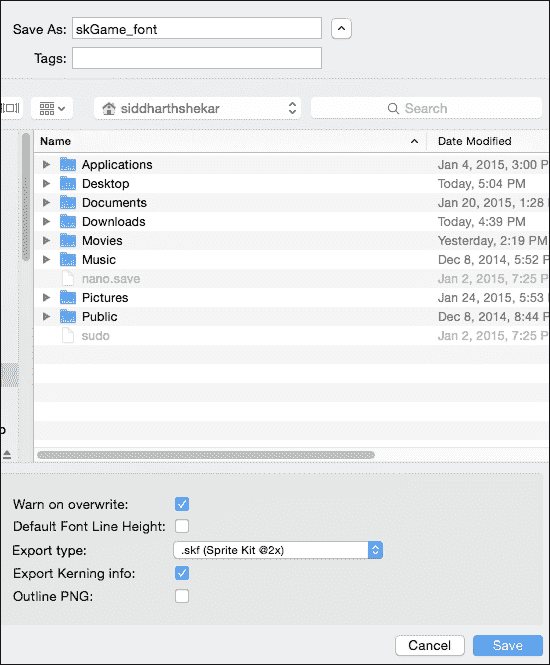 Save As: skGame_font
Tags:
siddharthshekar Search
Name Date Modified
Applications Jan 4, 2015, 3:00 P
Desktop Today, 5:04 PM
Documents Jan 20, 2015, 1:28
Downloads Today, 4:39 PM
Movies Yesterday, 2:19 PM
Music Dec 8, 2014, 5:52 P
nano.save Jan 2, 2015, 7:25 P
Pictures Jan 24, 2015, 5:53
Public Dec 8, 2014, 8:44 P
sudo Jan 2, 2015, 7:25 P
Warn on overwrite:
Default Font Line Height:
Export type: .skf (Sprite Kit @2x)
Export Kerning info:
Outline PNG:
Cancel Save